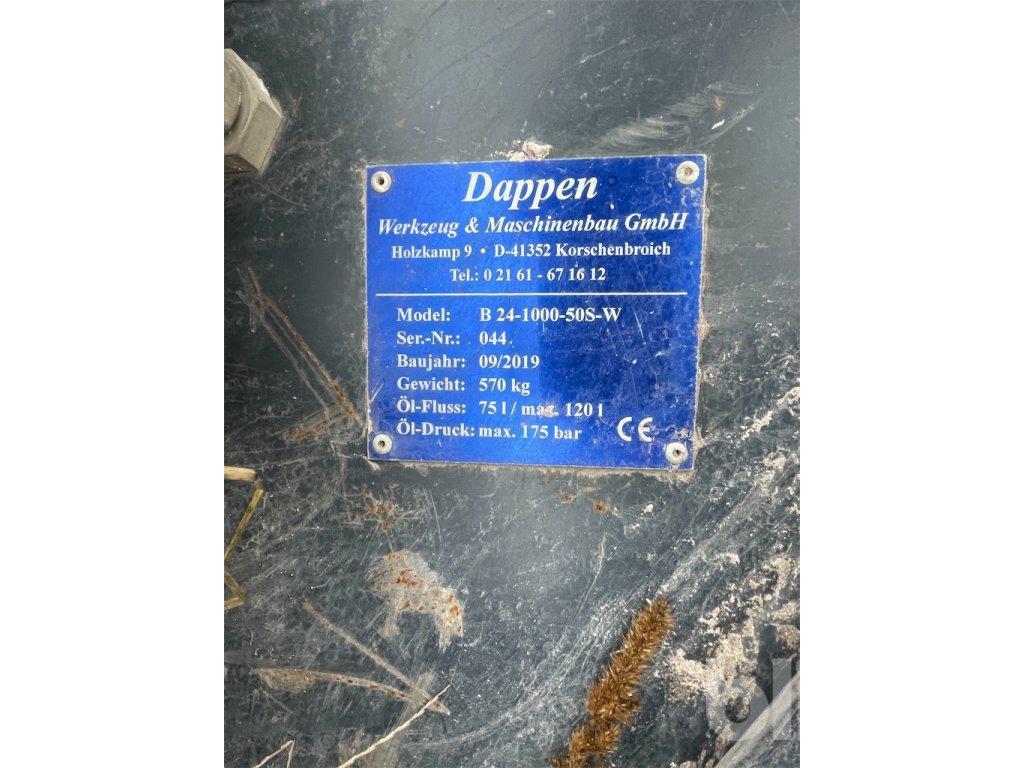 Dappen
Werkzeug & Maschinenbau GmbH
Holzkamp 9 • D-41352 Korschenbroich
Tel.: 0 21 61 - 67 16 12
Model: B 24-1000-50S-W
Ser.-Nr.: 044
Baujahr: 09/2019
Gewicht: 570 kg
Öl-Fluss: 75 l / max. 120 l
Öl-Druck: max. 175 bar CE